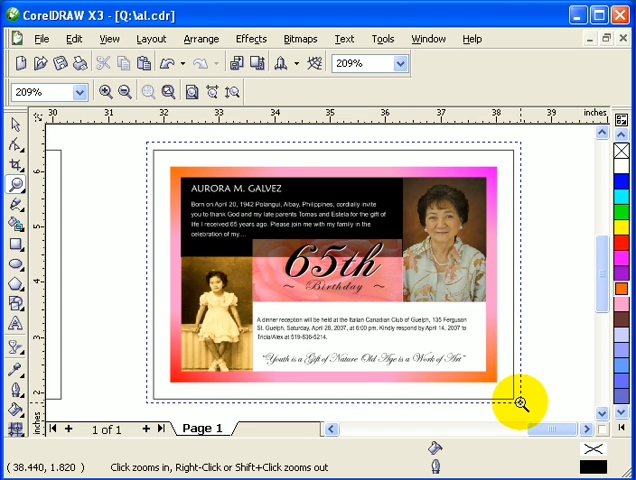 CorelDRAW X3 - [Q:\al.cdr]
File Edit View Layout Arrange Effects Bitmaps Text Tools Window Help
209%
209%
30 31 32 33 34 35 36 37 38 39 inches
6
5
4
3
2
inches
AURORA M. GALVEZ
Born on April 20, 1942 Polangui, Albay, Philippines, cordially invite
you to thank God and my late parents Tomas and Estela for the gift of
life I received 65 years ago. Please join me with my family in the
celebration of my...
65th
~ Birthday ~
A dinner reception will be held at the Italian Canadian Club of Guelph, 135 Ferguson
St. Guelph, Saturday, April 28, 2007, at 6:00 pm. Kindly respond by April 14, 2007 to
Tricia/Alex at 519-836-5214.
"Youth is a Gift of Nature Old Age is a Work of Art"
1 of 1 Page 1
( 38.440, 1.820 ) Click zooms in, Right-Click or Shift+Click zooms out